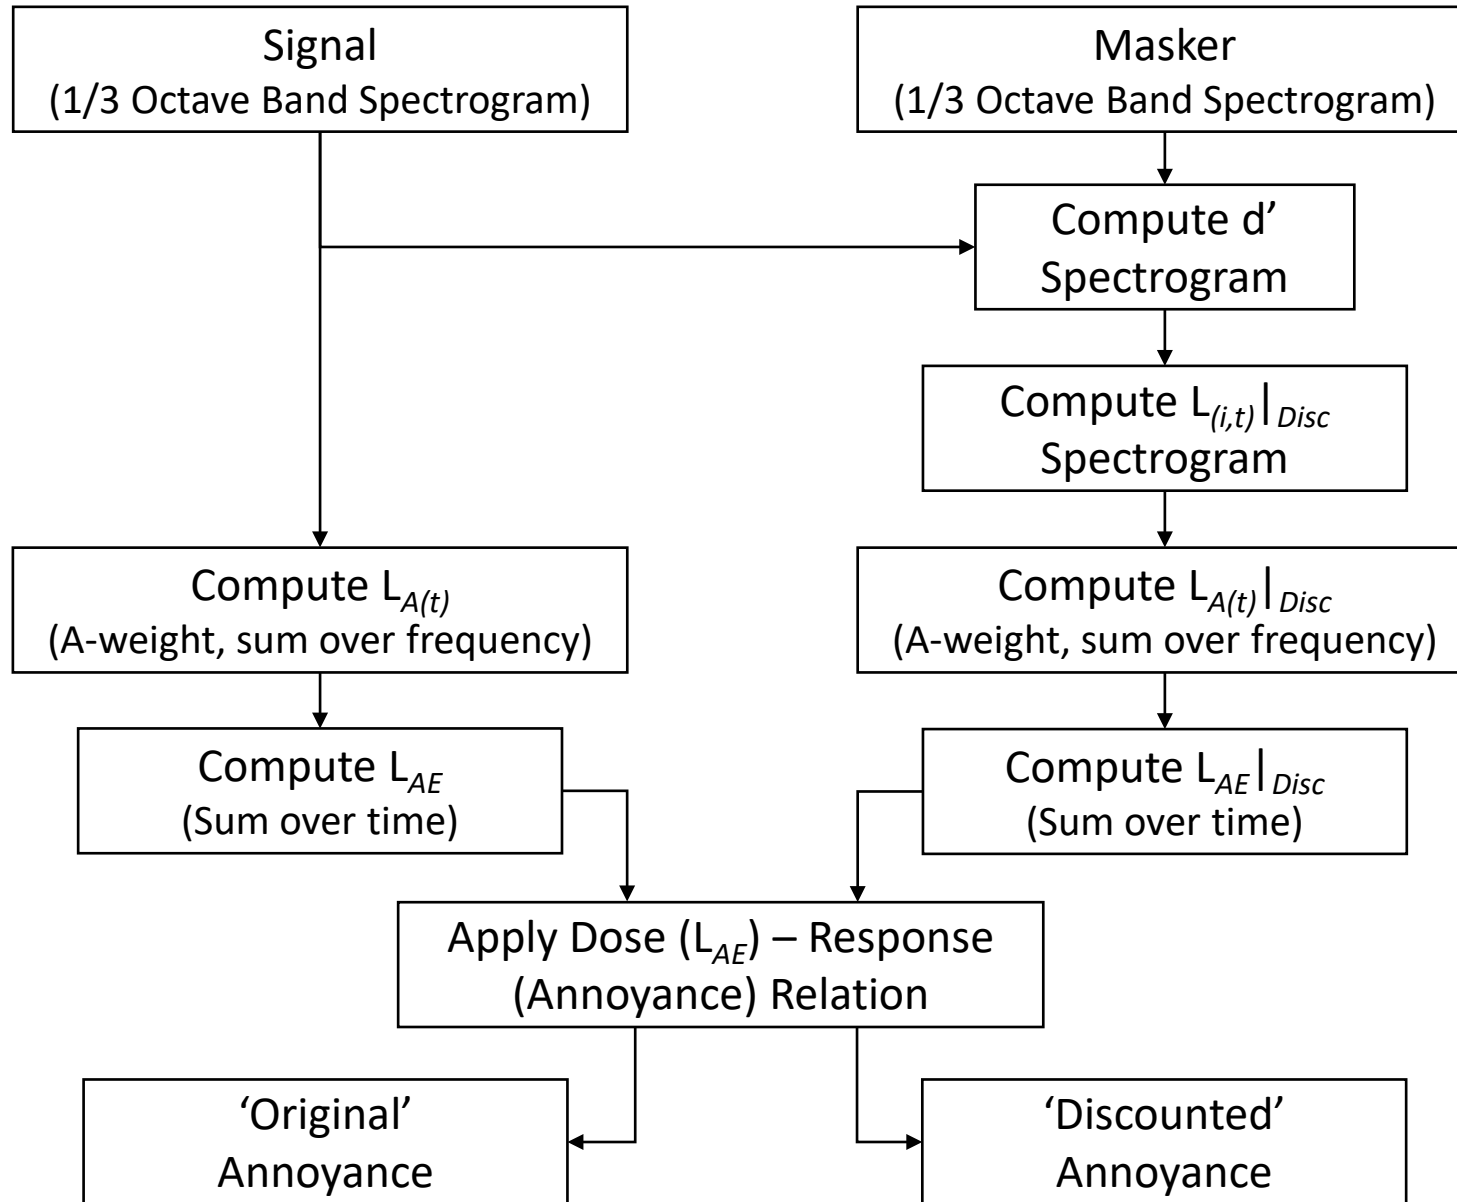 Signal
(1/3 Octave Band Spectrogram)
Masker
(1/3 Octave Band Spectrogram)
Compute d’
Spectrogram
Compute L(i,t)|Disc
Spectrogram
Compute LA(t)
(A-weight, sum over frequency)
Compute LA(t)|Disc
(A-weight, sum over frequency)
Compute LAE
(Sum over time)
Compute LAE|Disc
(Sum over time)
Apply Dose (LAE) – Response
(Annoyance) Relation
‘Original’
Annoyance
‘Discounted’
Annoyance